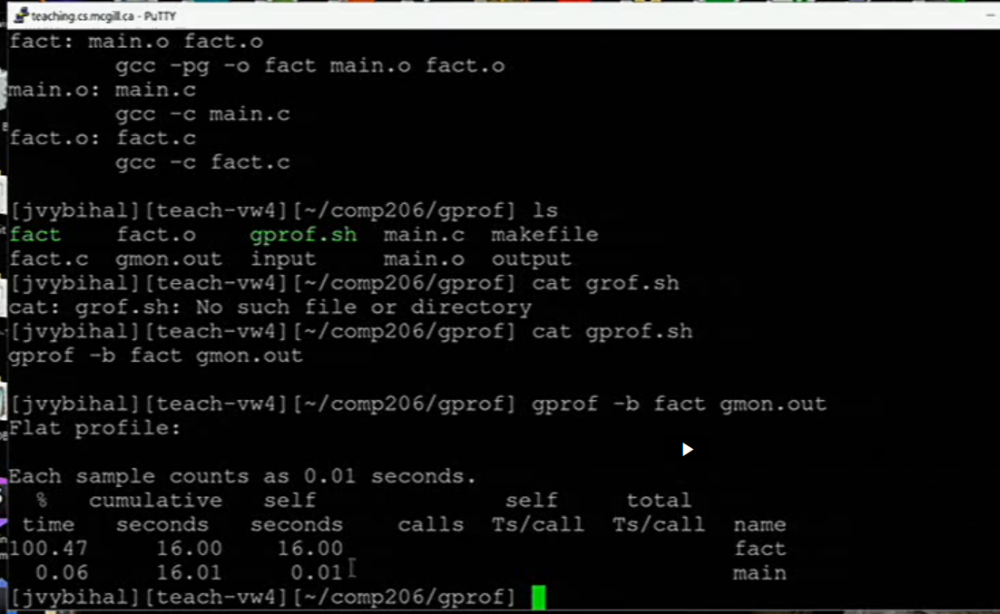 teaching.cs.mcgill.ca - PuTTY
fact: main.o fact.o
        gcc -pg -o fact main.o fact.o
main.o: main.c
        gcc -c main.c
fact.o: fact.c
        gcc -c fact.c
[jvybihal][teach-vw4][~/comp206/gprof] ls
fact    fact.o    gprof.sh  main.c  makefile
fact.c  gmon.out  input     main.o  output
[jvybihal][teach-vw4][~/comp206/gprof] cat grof.sh
cat: grof.sh: No such file or directory
[jvybihal][teach-vw4][~/comp206/gprof] cat gprof.sh
gprof -b fact gmon.out
[jvybihal][teach-vw4][~/comp206/gprof] gprof -b fact gmon.out
Flat profile:
Each sample counts as 0.01 seconds.
  %   cumulative   self              self     total
 time   seconds   seconds    calls  Ts/call  Ts/call  name
100.47     16.00    16.00                             fact
  0.06     16.01     0.01                             main
[jvybihal][teach-vw4][~/comp206/gprof]